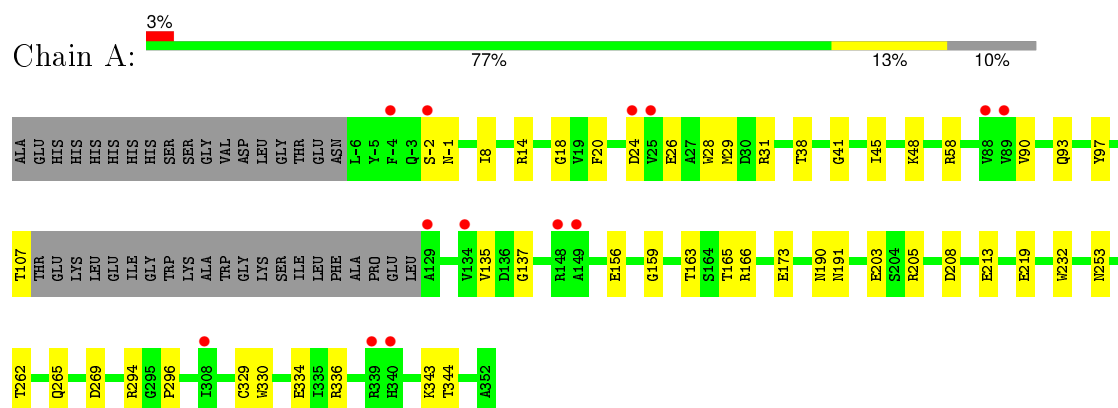 3%
Chain A:
77% 13% 10%
ALA GLU HIS HIS HIS HIS HIS HIS HIS SER SER GLY VAL ASP LEU GLY THR GLU ASN L-6 Y-5 F-4 Q-3 S-2 N-1 I8 R14 G18 V19 F20 D24 V25 E26 A27 W28 M29 D30 R31 T38 G41 I45 K48 R58 V88 V89 V90 Q93 Y97
T107 THR GLU LYS LEU GLU ILE GLY TRP LYS ALA TRP GLY LYS SER ILE LEU PHE ALA PRO GLU LEU A129 V134 V135 D136 G137 R148 A149 E156 G159 T163 S164 T165 R166 E173 N190 N191 E203 S204 R205 D208 E213 E219 W232 N253
T262 Q265 D269 R294 G295 P296 I308 C329 W330 E334 I335 R336 R339 H340 K343 T344 A352